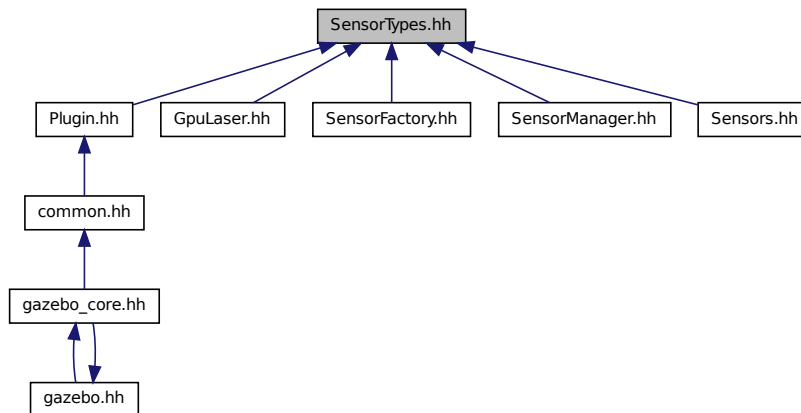 SensorTypes.hh
Plugin.hh
GpuLaser.hh
SensorFactory.hh
SensorManager.hh
Sensors.hh
common.hh
gazebo_core.hh
gazebo.hh